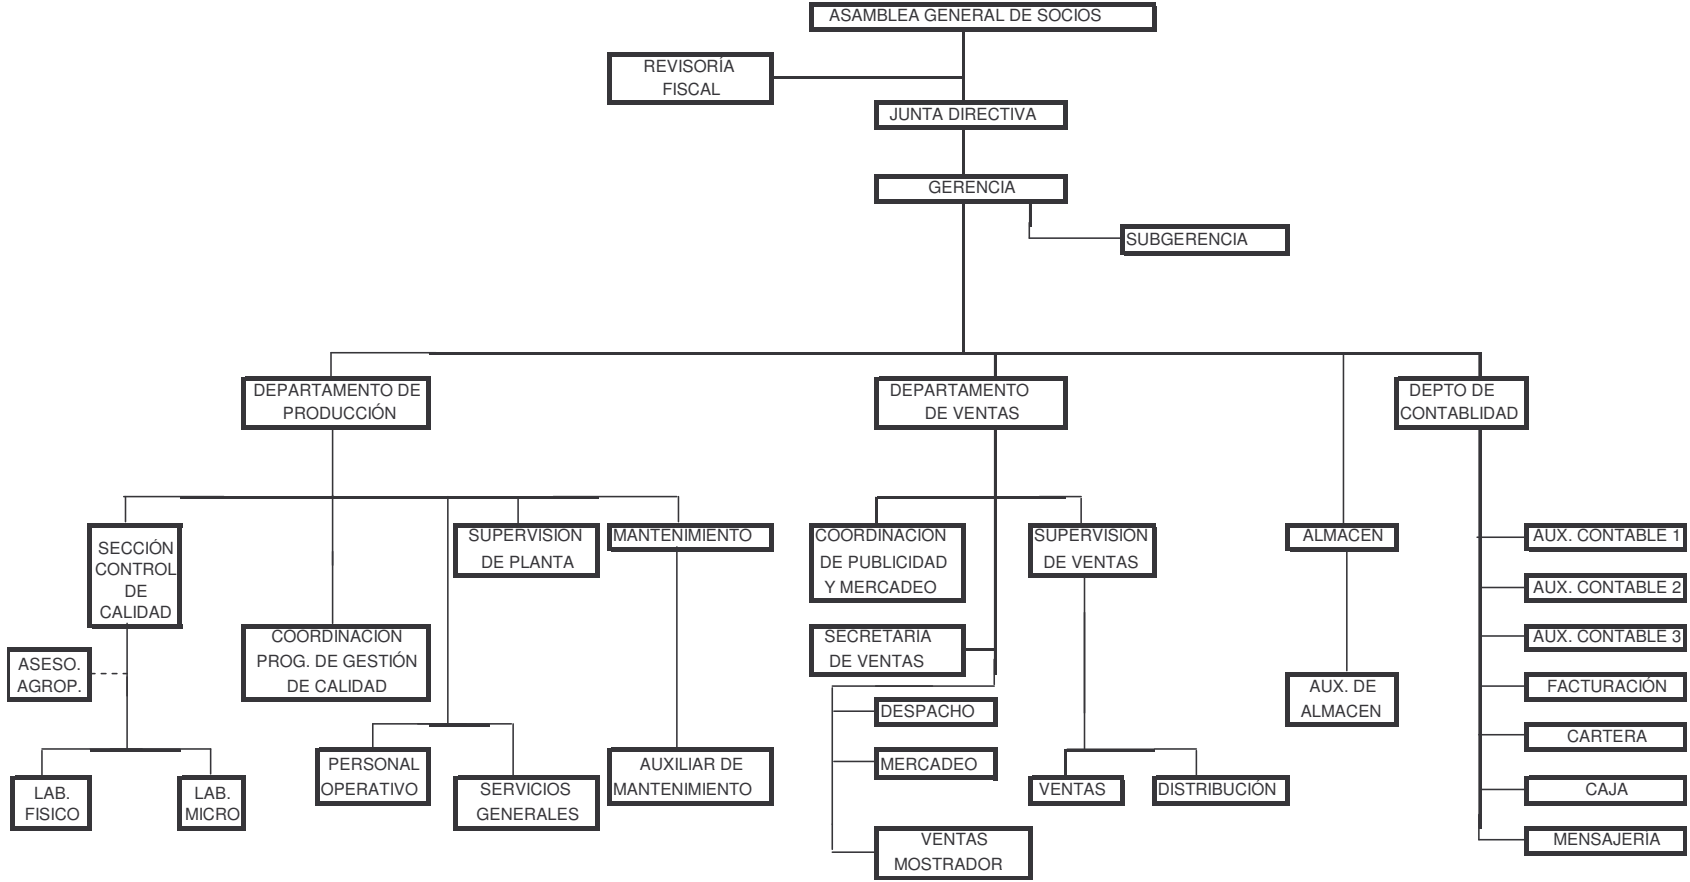 ASAMBLEA GENERAL DE SOCIOS
REVISORÍA
FISCAL
JUNTA DIRECTIVA
GERENCIA
SUBGERENCIA
DEPARTAMENTO DE
PRODUCCIÓN
DEPARTAMENTO
DE VENTAS
DEPTO DE
CONTABLIDAD
SECCIÓN
CONTROL
DE
CALIDAD
SUPERVISION
DE PLANTA
MANTENIMIENTO
COORDINACION
DE PUBLICIDAD
Y MERCADEO
SUPERVISION
DE VENTAS
ALMACEN
AUX. CONTABLE 1
AUX. CONTABLE 2
AUX. CONTABLE 3
FACTURACIÓN
CARTERA
CAJA
MENSAJERÍA
ASESO.
AGROP.
COORDINACION
PROG. DE GESTIÓN
DE CALIDAD
SECRETARIA
DE VENTAS
AUX. DE
ALMACEN
DESPACHO
MERCADEO
VENTAS
MOSTRADOR
LAB.
FISICO
LAB.
MICRO
PERSONAL
OPERATIVO
SERVICIOS
GENERALES
AUXILIAR DE
MANTENIMIENTO
VENTAS
DISTRIBUCIÓN